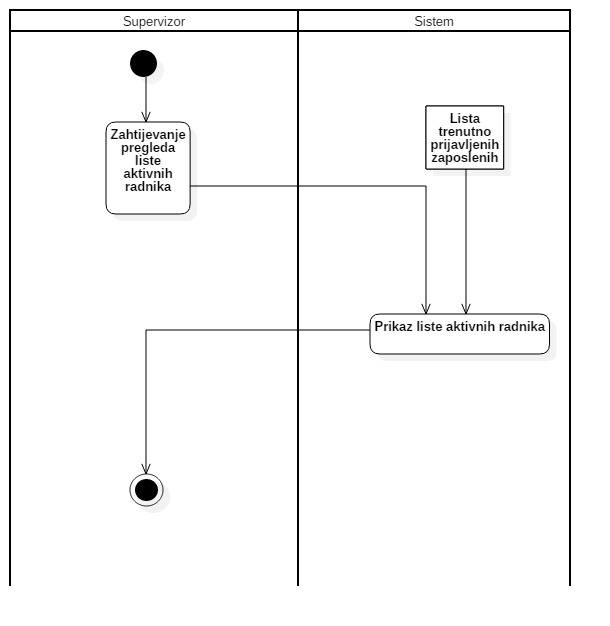 Supervizor
Sistem
Zahtijevanje
pregleda
liste
aktivnih
radnika
Lista
trenutno
prijavljenih
zaposlenih
Prikaz liste aktivnih radnika